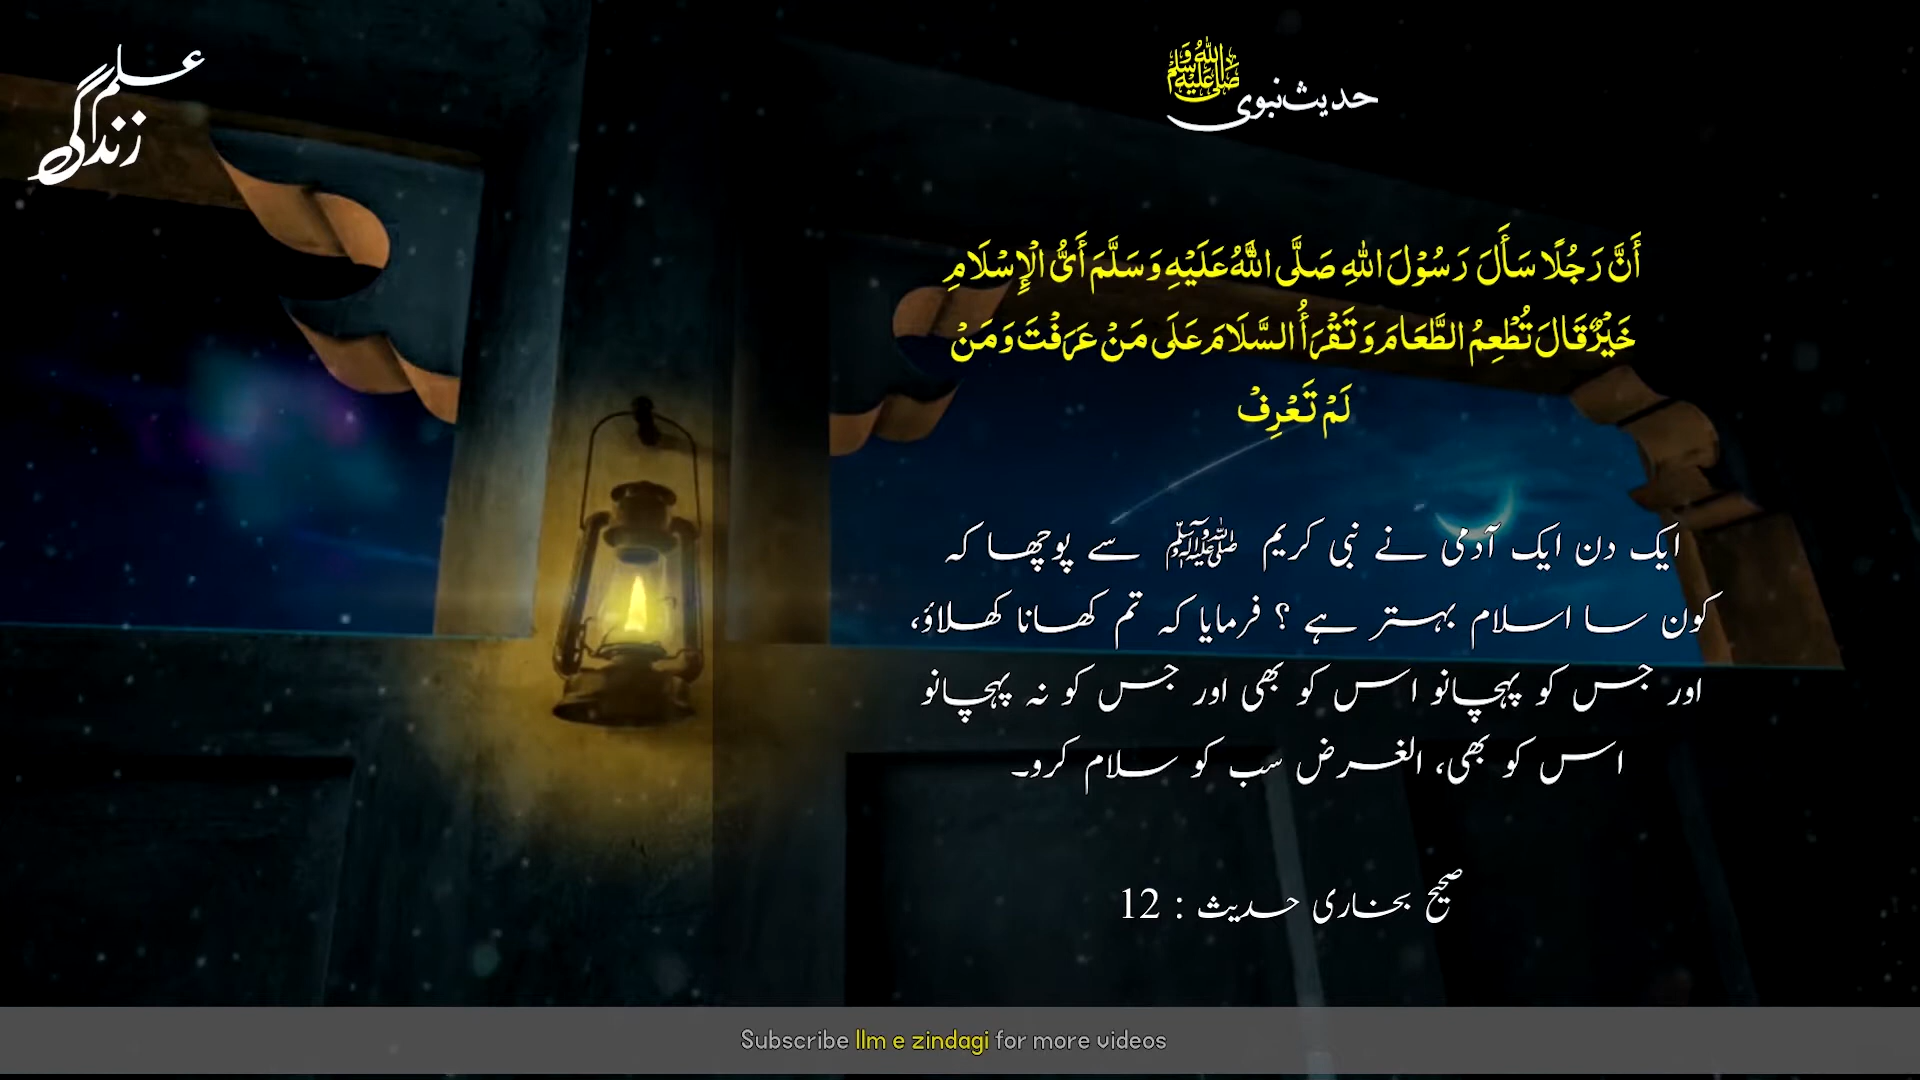 علم
زندگی
حدیث نبوی ﷺ
أَنَّ رَجُلًا سَأَلَ رَسُوْلَ اللهِ صَلَّى اللّٰهُ عَلَيْهِ وَسَلَّمَ أَىُّ الْإِسْلَامِ
خَيْرٌ قَالَ تُطْعِمُ الطَّعَامَ وَتَقْرَأُ السَّلَامَ عَلَى مَنْ عَرَفْتَ وَمَنْ
لَمْ تَعْرِفْ
ایک دن ایک آدمی نے نبی کریم ﷺ سے پوچھا کہ
کون سا اسلام بہتر ہے ؟ فرمایا کہ تم کھانا کھلاؤ،
اور جس کو پہچانو اس کو بھی اور جس کو نہ پہچانو
اس کو بھی، الغرض سب کو سلام کرو۔
صحیح بخاری حدیث : 12
Subscribe Ilm e zindagi for more videos